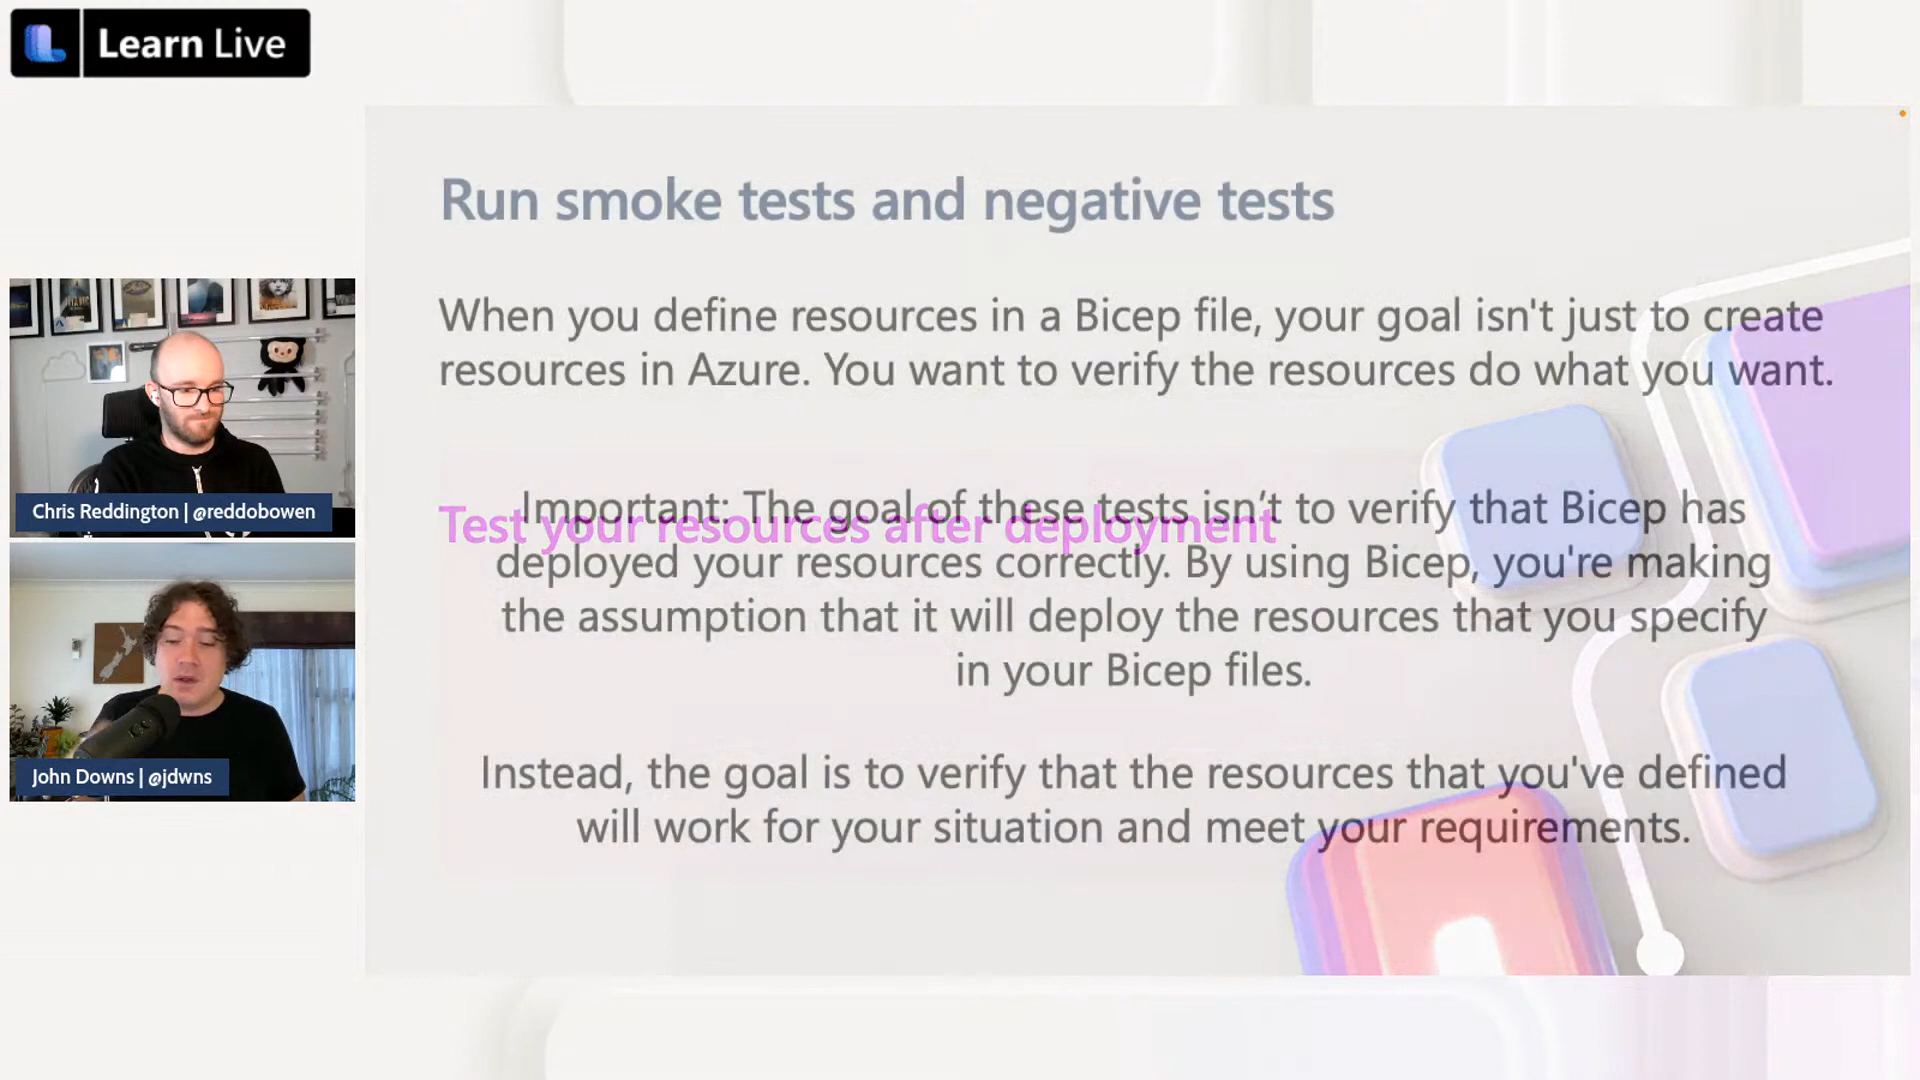 Learn Live
Run smoke tests and negative tests
When you define resources in a Bicep file, your goal isn't just to create
resources in Azure. You want to verify the resources do what you want.
Test your resources after deployment
Important: The goal of these tests isn’t to verify that Bicep has
deployed your resources correctly. By using Bicep, you're making
the assumption that it will deploy the resources that you specify
in your Bicep files.
Instead, the goal is to verify that the resources that you've defined
will work for your situation and meet your requirements.
Chris Reddington | @reddobowen
John Downs | @jdwns